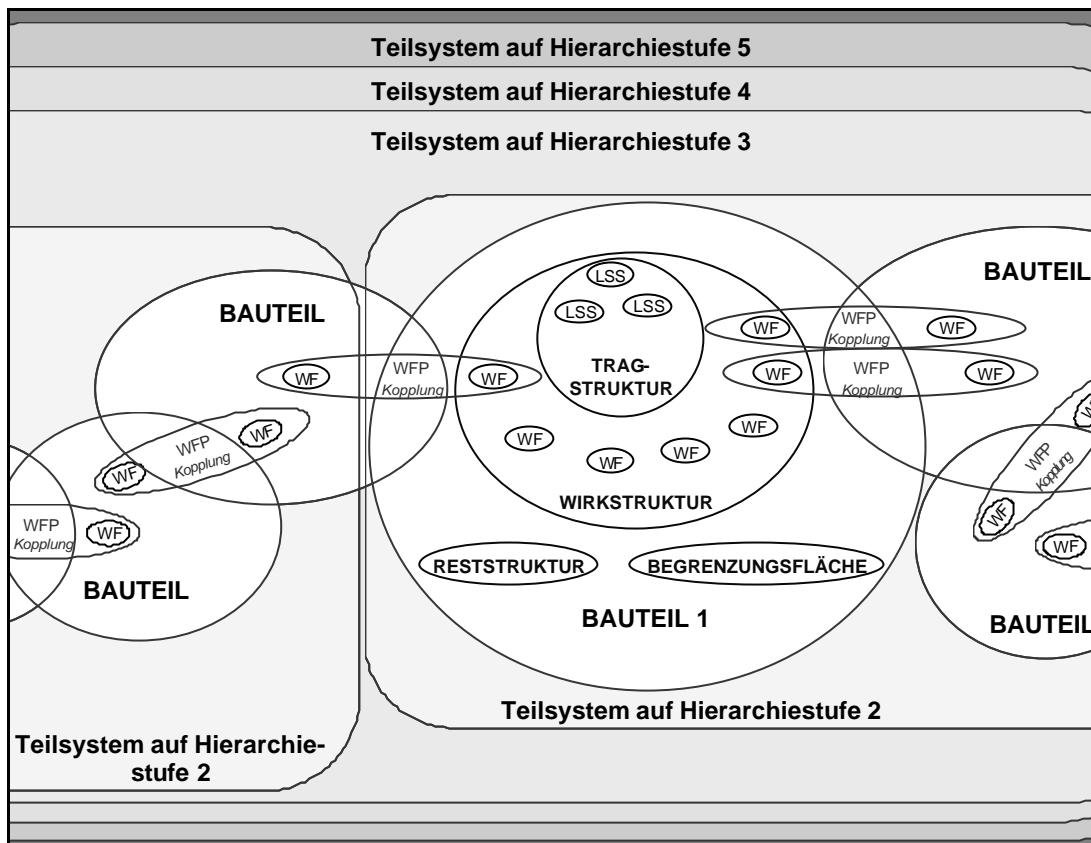 Teilsystem auf Hierarchiestufe 5
Teilsystem auf Hierarchiestufe 4
Teilsystem auf Hierarchiestufe 3
BAUTEIL
WF
WFP
Kopplung
WF
WF
WFP
Kopplung
WF
WFP
Kopplung
WF
BAUTEIL
Teilsystem auf Hierarchie-
stufe 2
LSS
LSS
LSS
TRAG-
STRUKTUR
WF
WF
WF
WF
WIRKSTRUKTUR
RESTSTRUKTUR
BEGRENZUNGSFLÄCHE
BAUTEIL 1
Teilsystem auf Hierarchiestufe 2
BAUTEIL
WF
WFP
Kopplung
WF
WF
WFP
Kopplung
WF
WFP
Kopplung
WF
WF
BAUTEIL